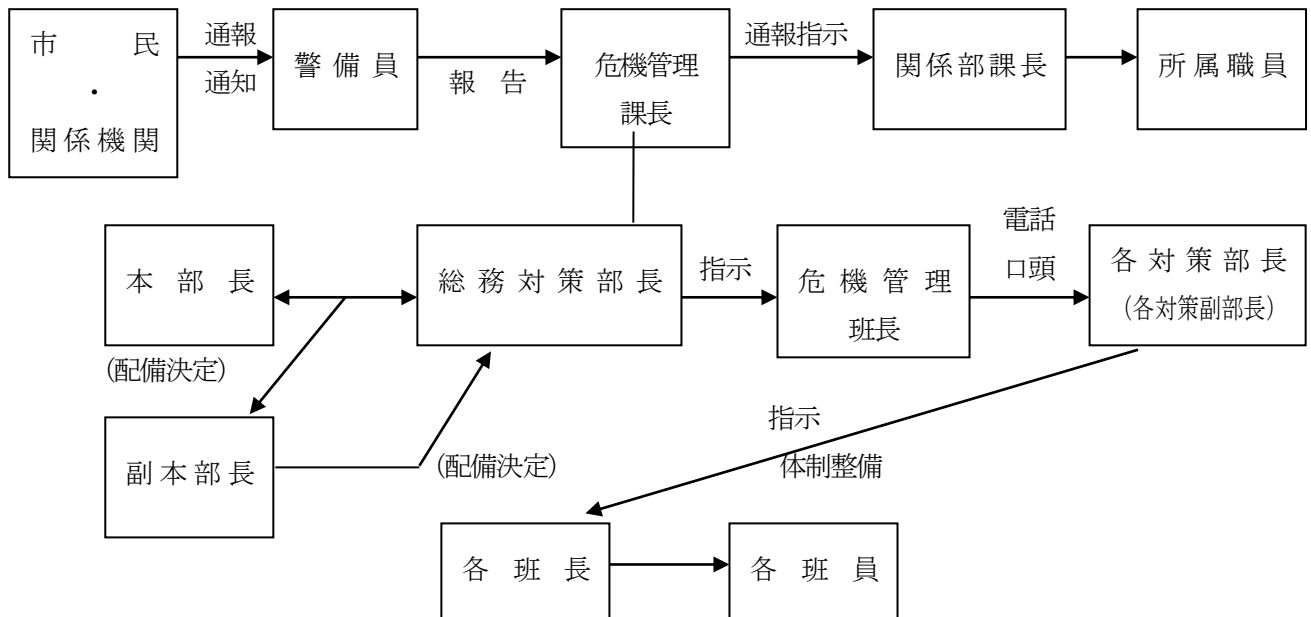 市民
・
関係機関
通報
通知
警備員
報告
危機管理
課長
通報指示
関係部課長
所属職員
本部長
(配備決定)
総務対策部長
指示
危機管理
班長
電話
口頭
各対策部長
(各対策副部長)
副本部長
(配備決定)
指示
体制整備
各班長
各班員